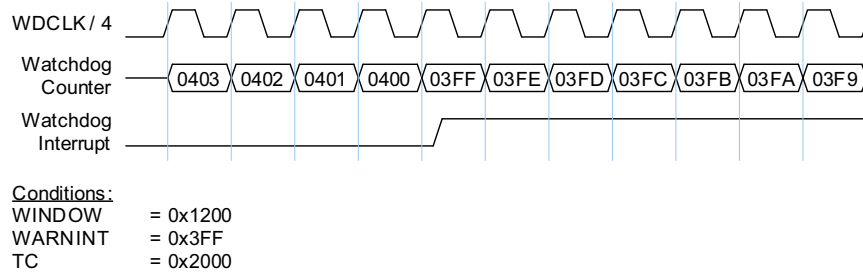 WDCLK / 4
Watchdog
Counter
0403 0402 0401 0400 03FF 03FE 03FD 03FC 03FB 03FA 03F9
Watchdog
Interrupt
Conditions:
WINDOW = 0x1200
WARNINT = 0x3FF
TC = 0x2000